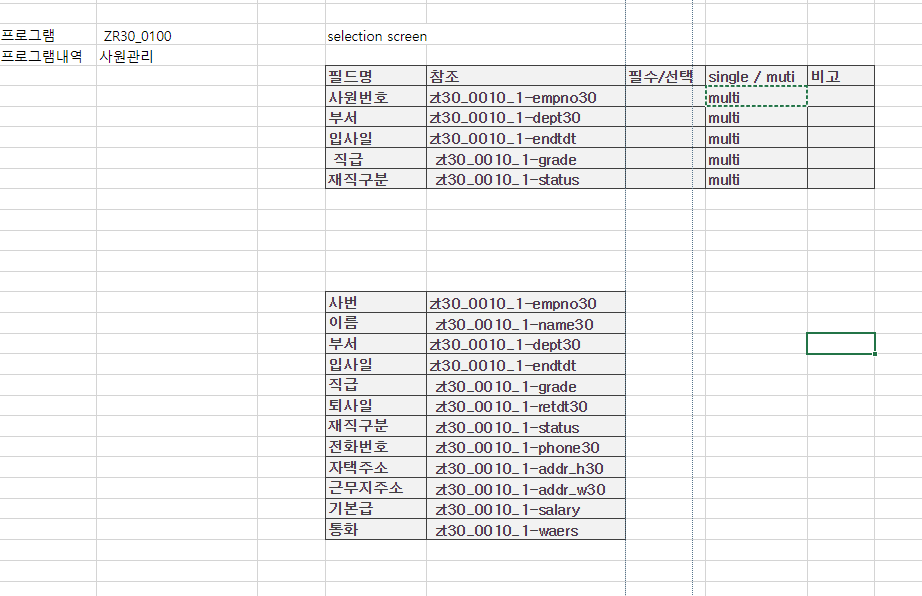 프로그램 ZR30_0100 selection screen
프로그램내역 사원관리
필드명 참조 필수/선택 single / muti 비고
사원번호 zt30_0010_1-empno30 multi
부서 zt30_0010_1-dept30 multi
입사일 zt30_0010_1-endtdt multi
직급 zt30_0010_1-grade multi
재직구분 zt30_0010_1-status multi
사번 zt30_0010_1-empno30
이름 zt30_0010_1-name30
부서 zt30_0010_1-dept30
입사일 zt30_0010_1-endtdt
직급 zt30_0010_1-grade
퇴사일 zt30_0010_1-retdt30
재직구분 zt30_0010_1-status
전화번호 zt30_0010_1-phone30
자택주소 zt30_0010_1-addr_h30
근무지주소 zt30_0010_1-addr_w30
기본급 zt30_0010_1-salary
통화 zt30_0010_1-waers